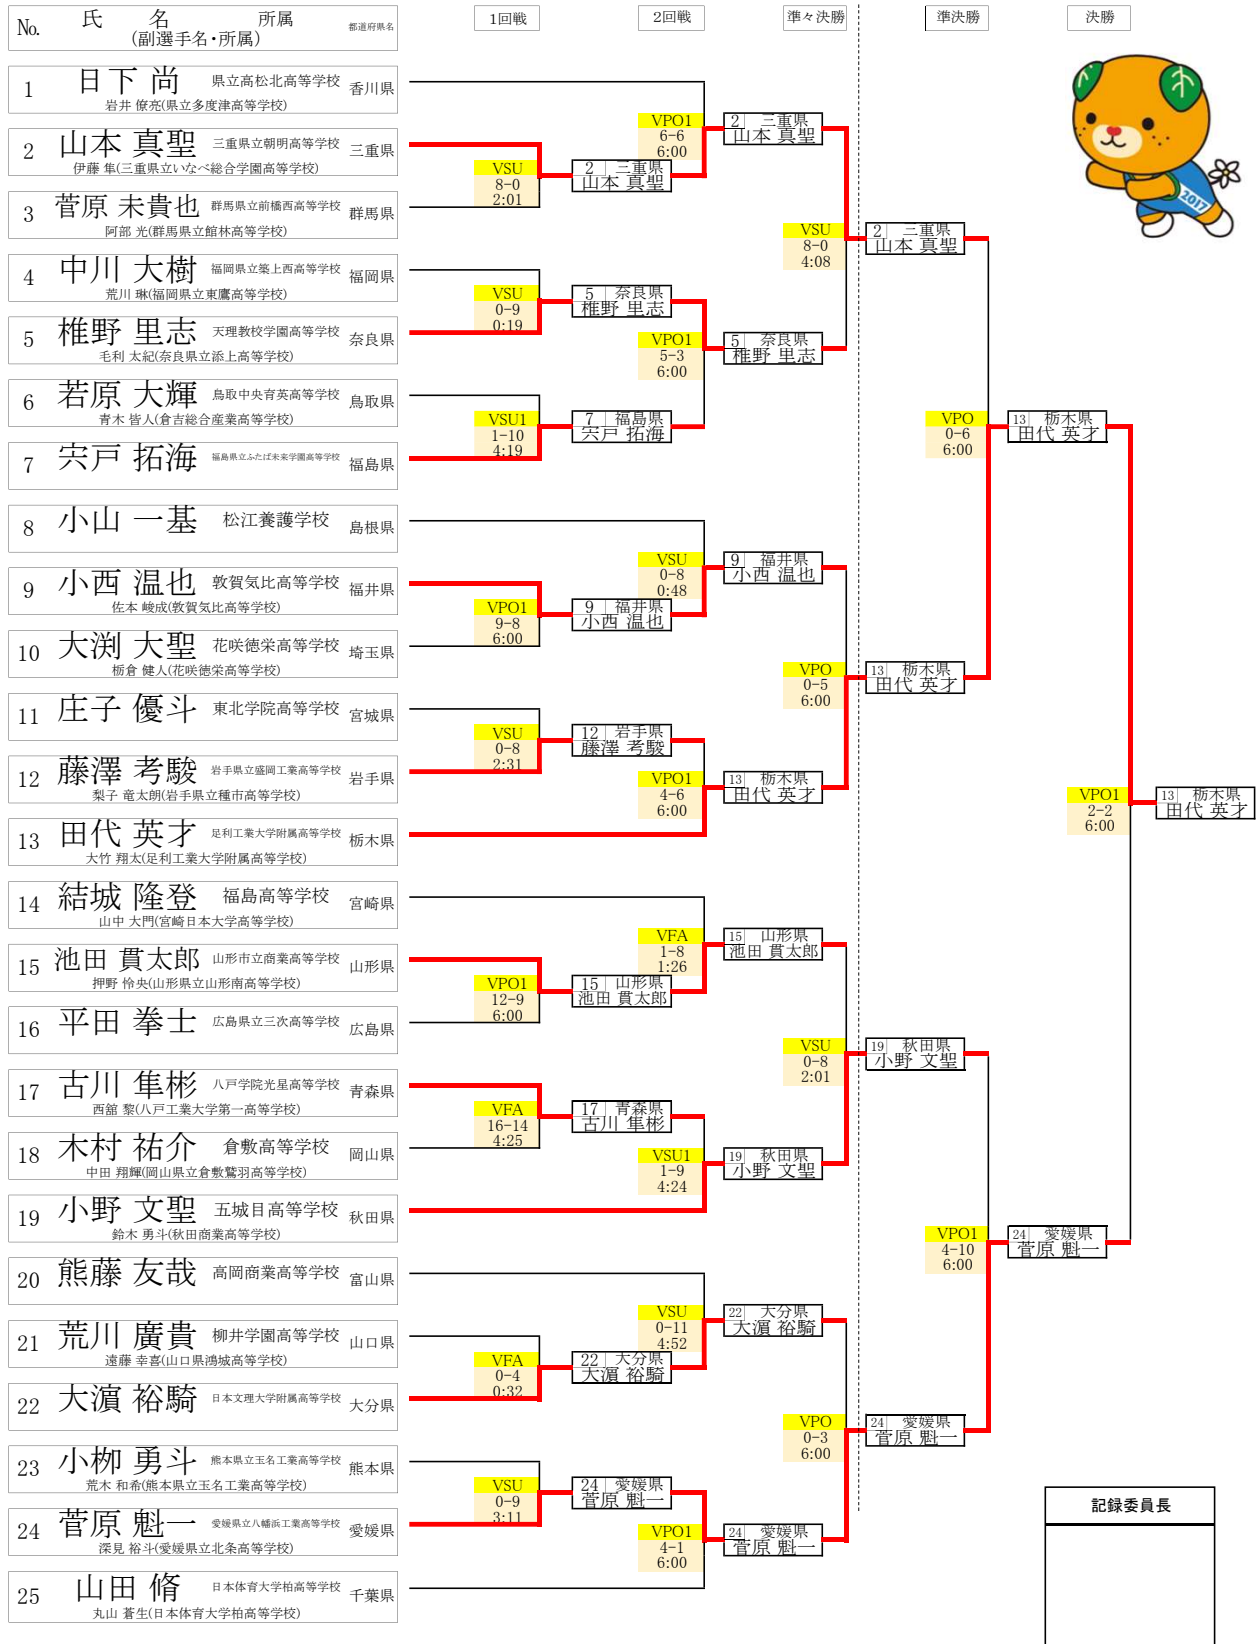 No. 氏 名 所属 都道府県名
(副選手名・所属)
1回戦 2回戦 準々決勝 準決勝 決勝
1 日下 尚 県立高松北高等学校 香川県
岩井 僚亮(県立多度津高等学校)
2 山本 真聖 三重県立朝明高等学校 三重県
伊藤 隼(三重県立いなべ総合学園高等学校)
3 菅原 未貴也 群馬県立前橋西高等学校 群馬県
阿部 光(群馬県立館林高等学校)
4 中川 大樹 福岡県立築上西高等学校 福岡県
荒川 琳(福岡県立東鷹高等学校)
5 椎野 里志 天理教校学園高等学校 奈良県
毛利 太紀(奈良県立添上高等学校)
6 若原 大輝 鳥取中央育英高等学校 鳥取県
青木 皆人(倉吉総合産業高等学校)
7 宍戸 拓海 福島県立ふたば未来学園高等学校 福島県
8 小山 一基 松江養護学校 島根県
9 小西 温也 敦賀気比高等学校 福井県
佐本 峻成(敦賀気比高等学校)
10 大渕 大聖 花咲徳栄高等学校 埼玉県
栃倉 健人(花咲徳栄高等学校)
11 庄子 優斗 東北学院高等学校 宮城県
12 藤澤 考駿 岩手県立盛岡工業高等学校 岩手県
梨子 竜太朗(岩手県立種市高等学校)
13 田代 英才 足利工業大学附属高等学校 栃木県
大竹 翔太(足利工業大学附属高等学校)
14 結城 隆登 福島高等学校 宮崎県
山中 大門(宮崎日本大学高等学校)
15 池田 貫太郎 山形市立商業高等学校 山形県
押野 怜央(山形県立山形南高等学校)
16 平田 拳士 広島県立三次高等学校 広島県
17 古川 隼彬 八戸学院光星高等学校 青森県
西舘 黎(八戸工業大学第一高等学校)
18 木村 祐介 倉敷高等学校 岡山県
中田 翔輝(岡山県立倉敷鷲羽高等学校)
19 小野 文聖 五城目高等学校 秋田県
鈴木 勇斗(秋田商業高等学校)
20 熊藤 友哉 高岡商業高等学校 富山県
21 荒川 廣貴 柳井学園高等学校 山口県
遠藤 幸喜(山口県鴻城高等学校)
22 大濵 裕騎 日本文理大学附属高等学校 大分県
23 小栁 勇斗 熊本県立玉名工業高等学校 熊本県
荒木 和希(熊本県立玉名工業高等学校)
24 菅原 魁一 愛媛県立八幡浜工業高等学校 愛媛県
深見 裕斗(愛媛県立北条高等学校)
25 山田 脩 日本体育大学柏高等学校 千葉県
丸山 蒼生(日本体育大学柏高等学校)
VSU
8-0
2:01
VSU
0-9
0:19
VSU1
1-10
4:19
VPO1
9-8
6:00
VSU
0-8
2:31
VPO1
12-9
6:00
VFA
16-14
4:25
VFA
0-4
0:32
VSU
0-9
3:11
2 三重県
山本 真聖
5 奈良県
椎野 里志
7 福島県
宍戸 拓海
9 福井県
小西 温也
12 岩手県
藤澤 考駿
15 山形県
池田 貫太郎
17 青森県
古川 隼彬
22 大分県
大濵 裕騎
24 愛媛県
菅原 魁一
VPO1
6-6
6:00
VPO1
5-3
6:00
VSU
0-8
0:48
VPO1
4-6
6:00
VFA
1-8
1:26
VSU1
1-9
4:24
VSU
0-11
4:52
VPO1
4-1
6:00
2 三重県
山本 真聖
5 奈良県
椎野 里志
9 福井県
小西 温也
13 栃木県
田代 英才
15 山形県
池田 貫太郎
19 秋田県
小野 文聖
22 大分県
大濵 裕騎
24 愛媛県
菅原 魁一
VSU
8-0
4:08
VPO
0-5
6:00
VSU
0-8
2:01
VPO
0-3
6:00
2 三重県
山本 真聖
13 栃木県
田代 英才
19 秋田県
小野 文聖
24 愛媛県
菅原 魁一
VPO
0-6
6:00
VPO1
4-10
6:00
13 栃木県
田代 英才
24 愛媛県
菅原 魁一
VPO1
2-2
6:00
13 栃木県
田代 英才
2017
記録委員長